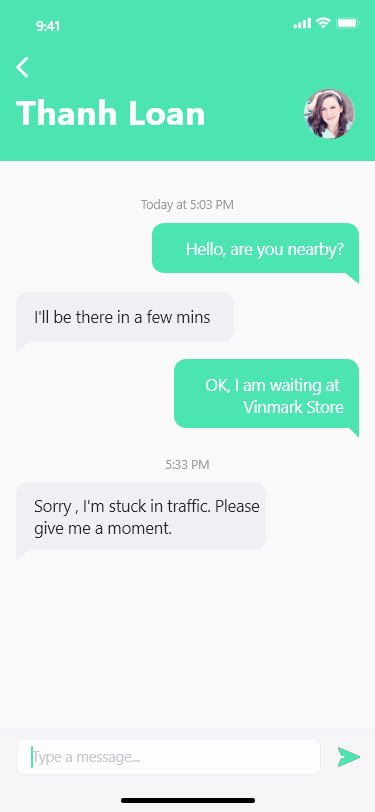 9:41
Thanh Loan
Today at 5:03 PM
Hello, are you nearby?
I'll be there in a few mins
OK, I am waiting at
Vinmark Store
5:33 PM
Sorry , I'm stuck in traffic. Please
give me a moment.
Type a message...